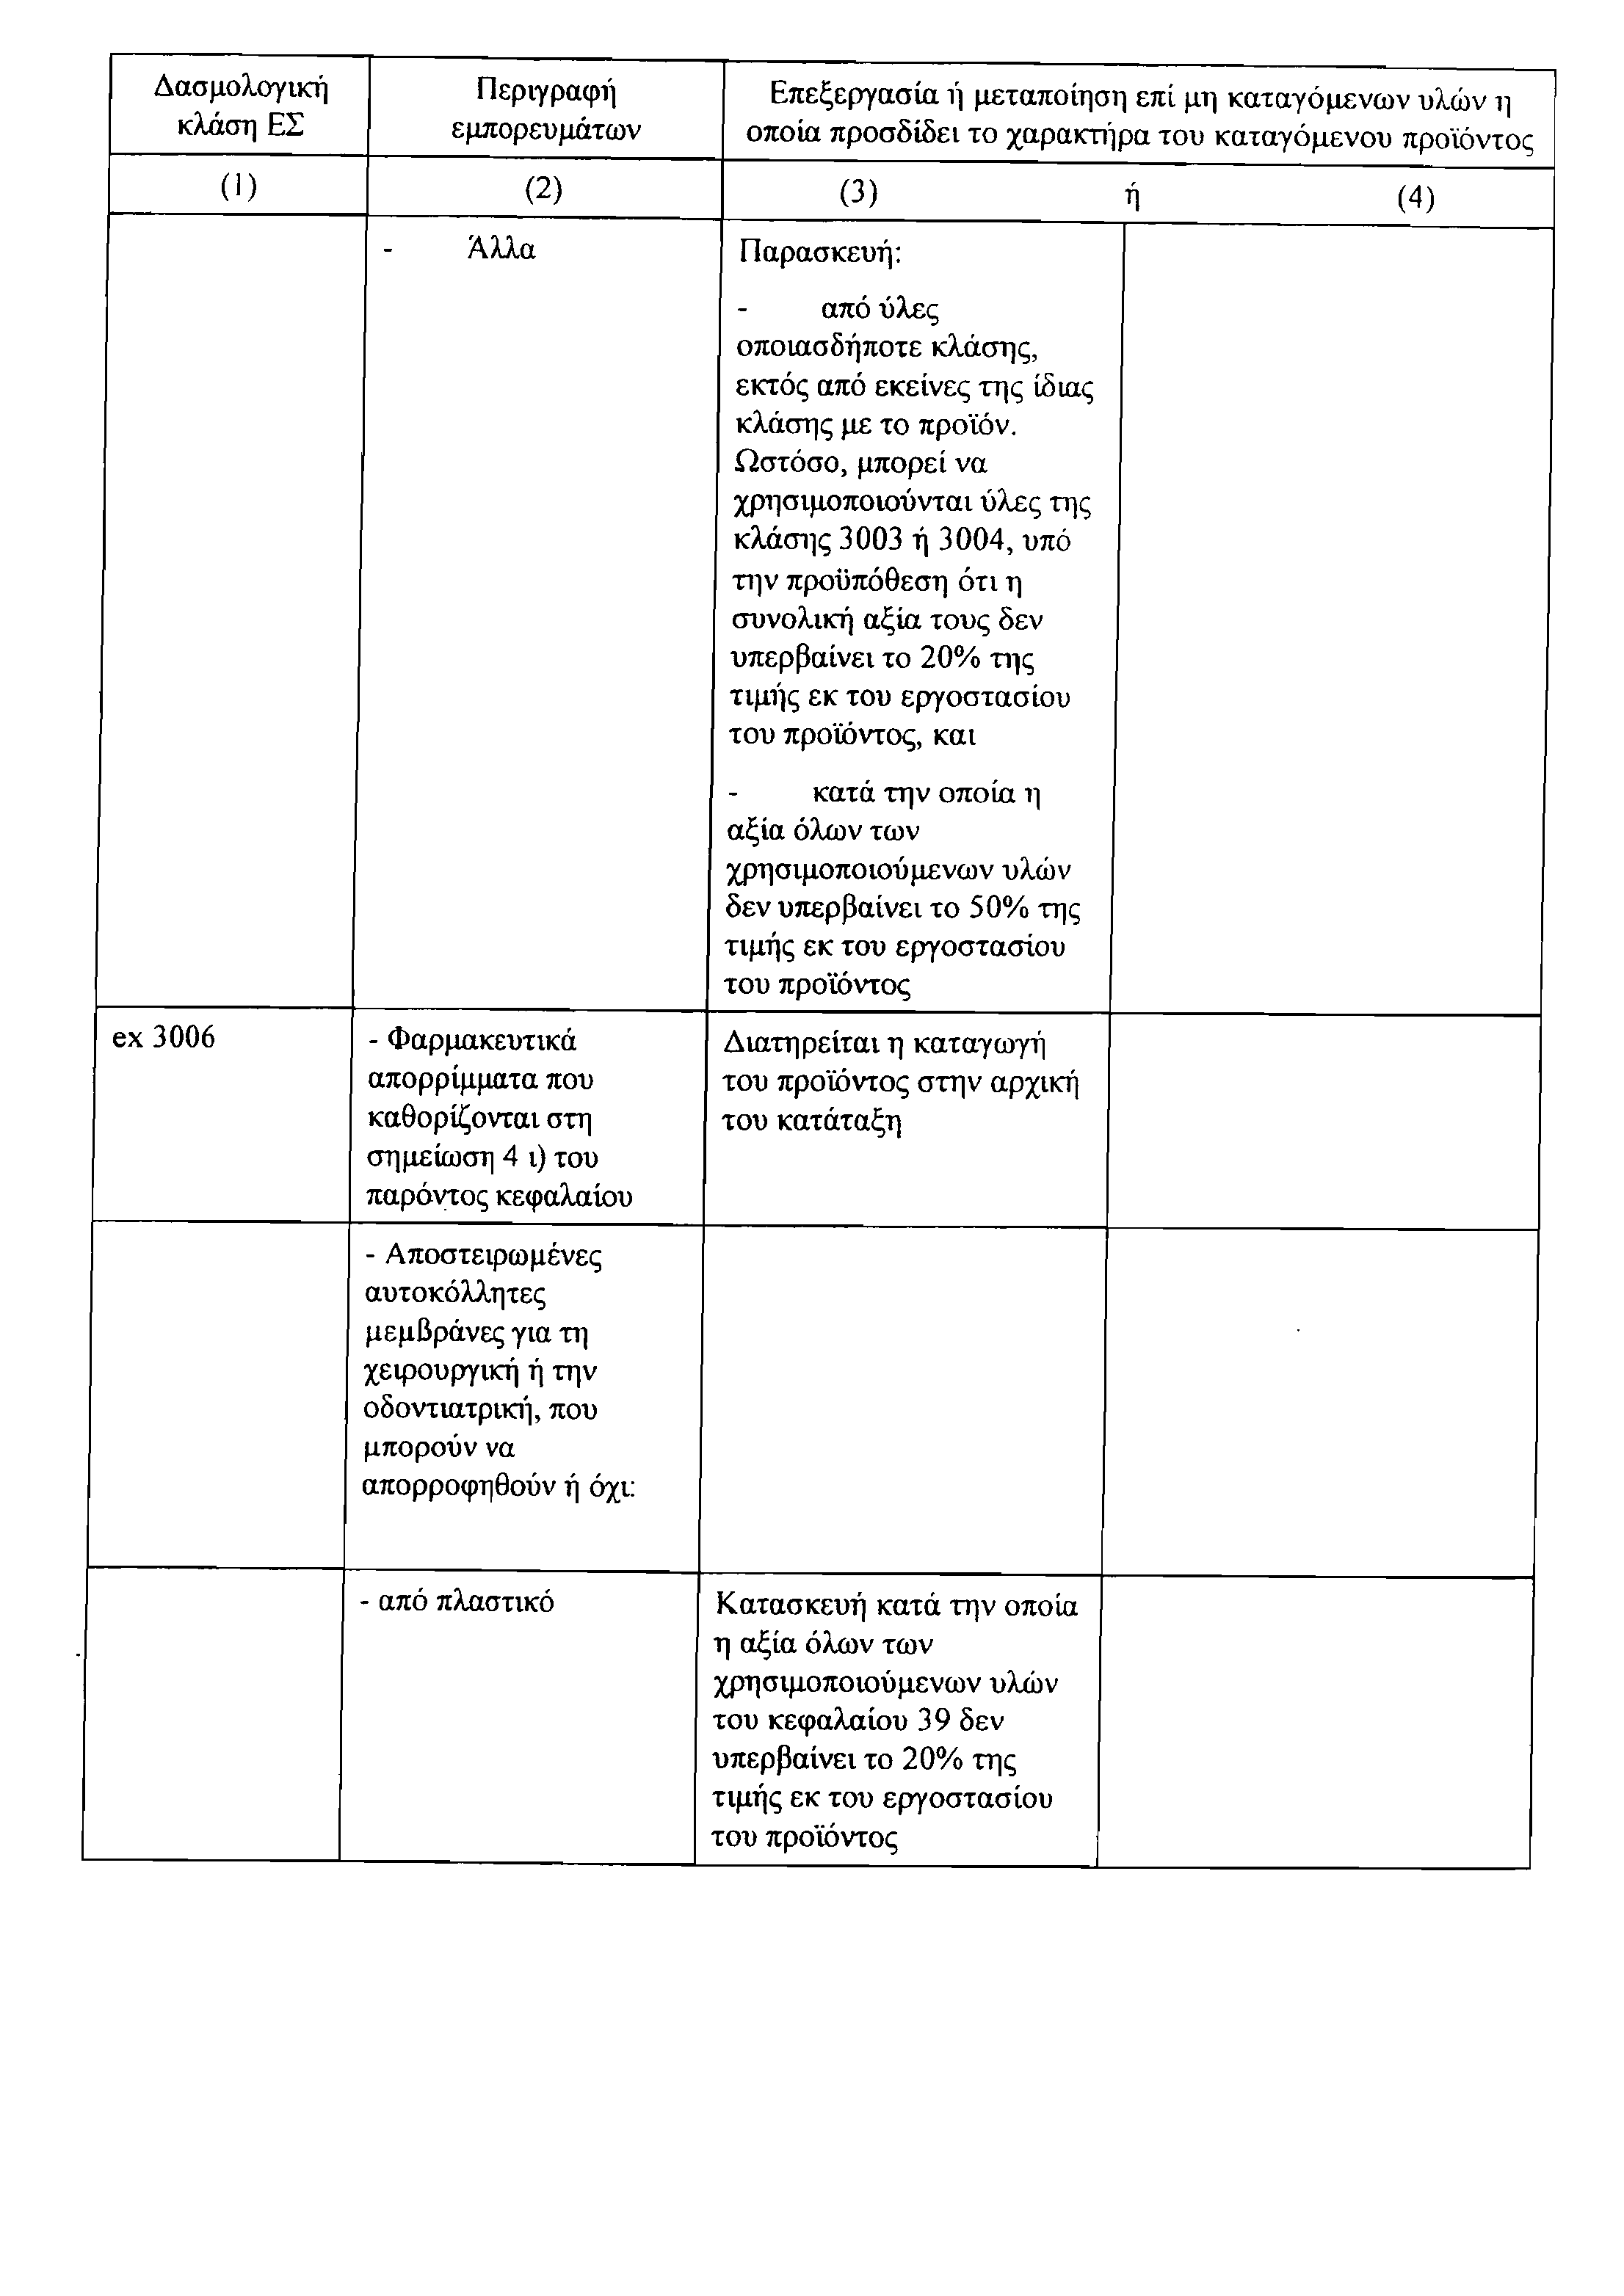 Δασμολογική
κλάση ΕΣ
Περιγραφή
εμπορευμάτων
Επεξεργασία ή μεταποίηση επί μη καταγόμενων υλών η
οποία προσδίδει το χαρακτήρα του καταγόμενου προϊόντος
(1)
(2)
(3) ή (4)
- Άλλα
Παρασκευή:
- από ύλες
οποιασδήποτε κλάσης,
εκτός από εκείνες της ίδιας
κλάσης με το προϊόν.
Ωστόσο, μπορεί να
χρησιμοποιούνται ύλες της
κλάσης 3003 ή 3004, υπό
την προϋπόθεση ότι η
συνολική αξία τους δεν
υπερβαίνει το 20% της
τιμής εκ του εργοστασίου
του προϊόντος, και
- κατά την οποία η
αξία όλων των
χρησιμοποιούμενων υλών
δεν υπερβαίνει το 50% της
τιμής εκ του εργοστασίου
του προϊόντος
ex 3006
- Φαρμακευτικά
απορρίμματα που
καθορίζονται στη
σημείωση 4 ι) του
παρόντος κεφαλαίου
Διατηρείται η καταγωγή
του προϊόντος στην αρχική
του κατάταξη
- Αποστειρωμένες
αυτοκόλλητες
μεμβράνες για τη
χειρουργική ή την
οδοντιατρική, που
μπορούν να
απορροφηθούν ή όχι:
- από πλαστικό
Κατασκευή κατά την οποία
η αξία όλων των
χρησιμοποιούμενων υλών
του κεφαλαίου 39 δεν
υπερβαίνει το 20% της
τιμής εκ του εργοστασίου
του προϊόντος